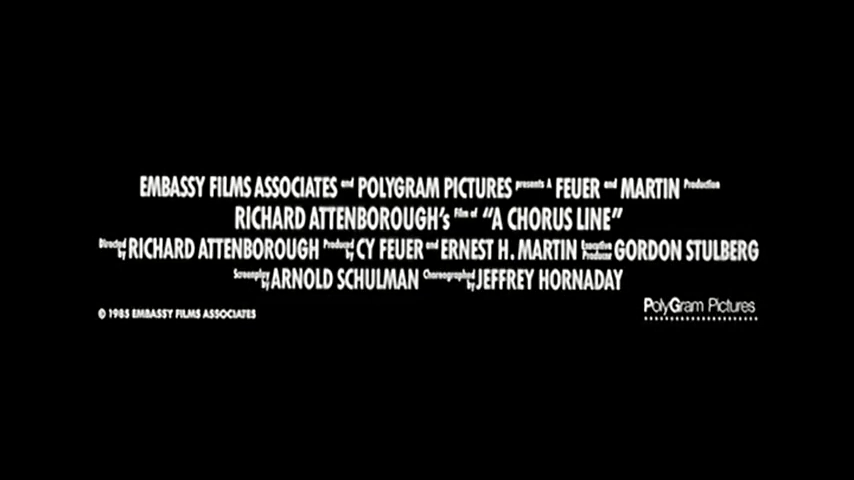 EMBASSY FILMS ASSOCIATES and POLYGRAM PICTURES presents A FEUER and MARTIN Production
RICHARD ATTENBOROUGH's Film of "A CHORUS LINE"
Directed by RICHARD ATTENBOROUGH Produced by CY FEUER and ERNEST H. MARTIN Executive Producer GORDON STULBERG
Screenplay by ARNOLD SCHULMAN Choreographed by JEFFREY HORNADAY
© 1985 EMBASSY FILMS ASSOCIATES
PolyGram Pictures